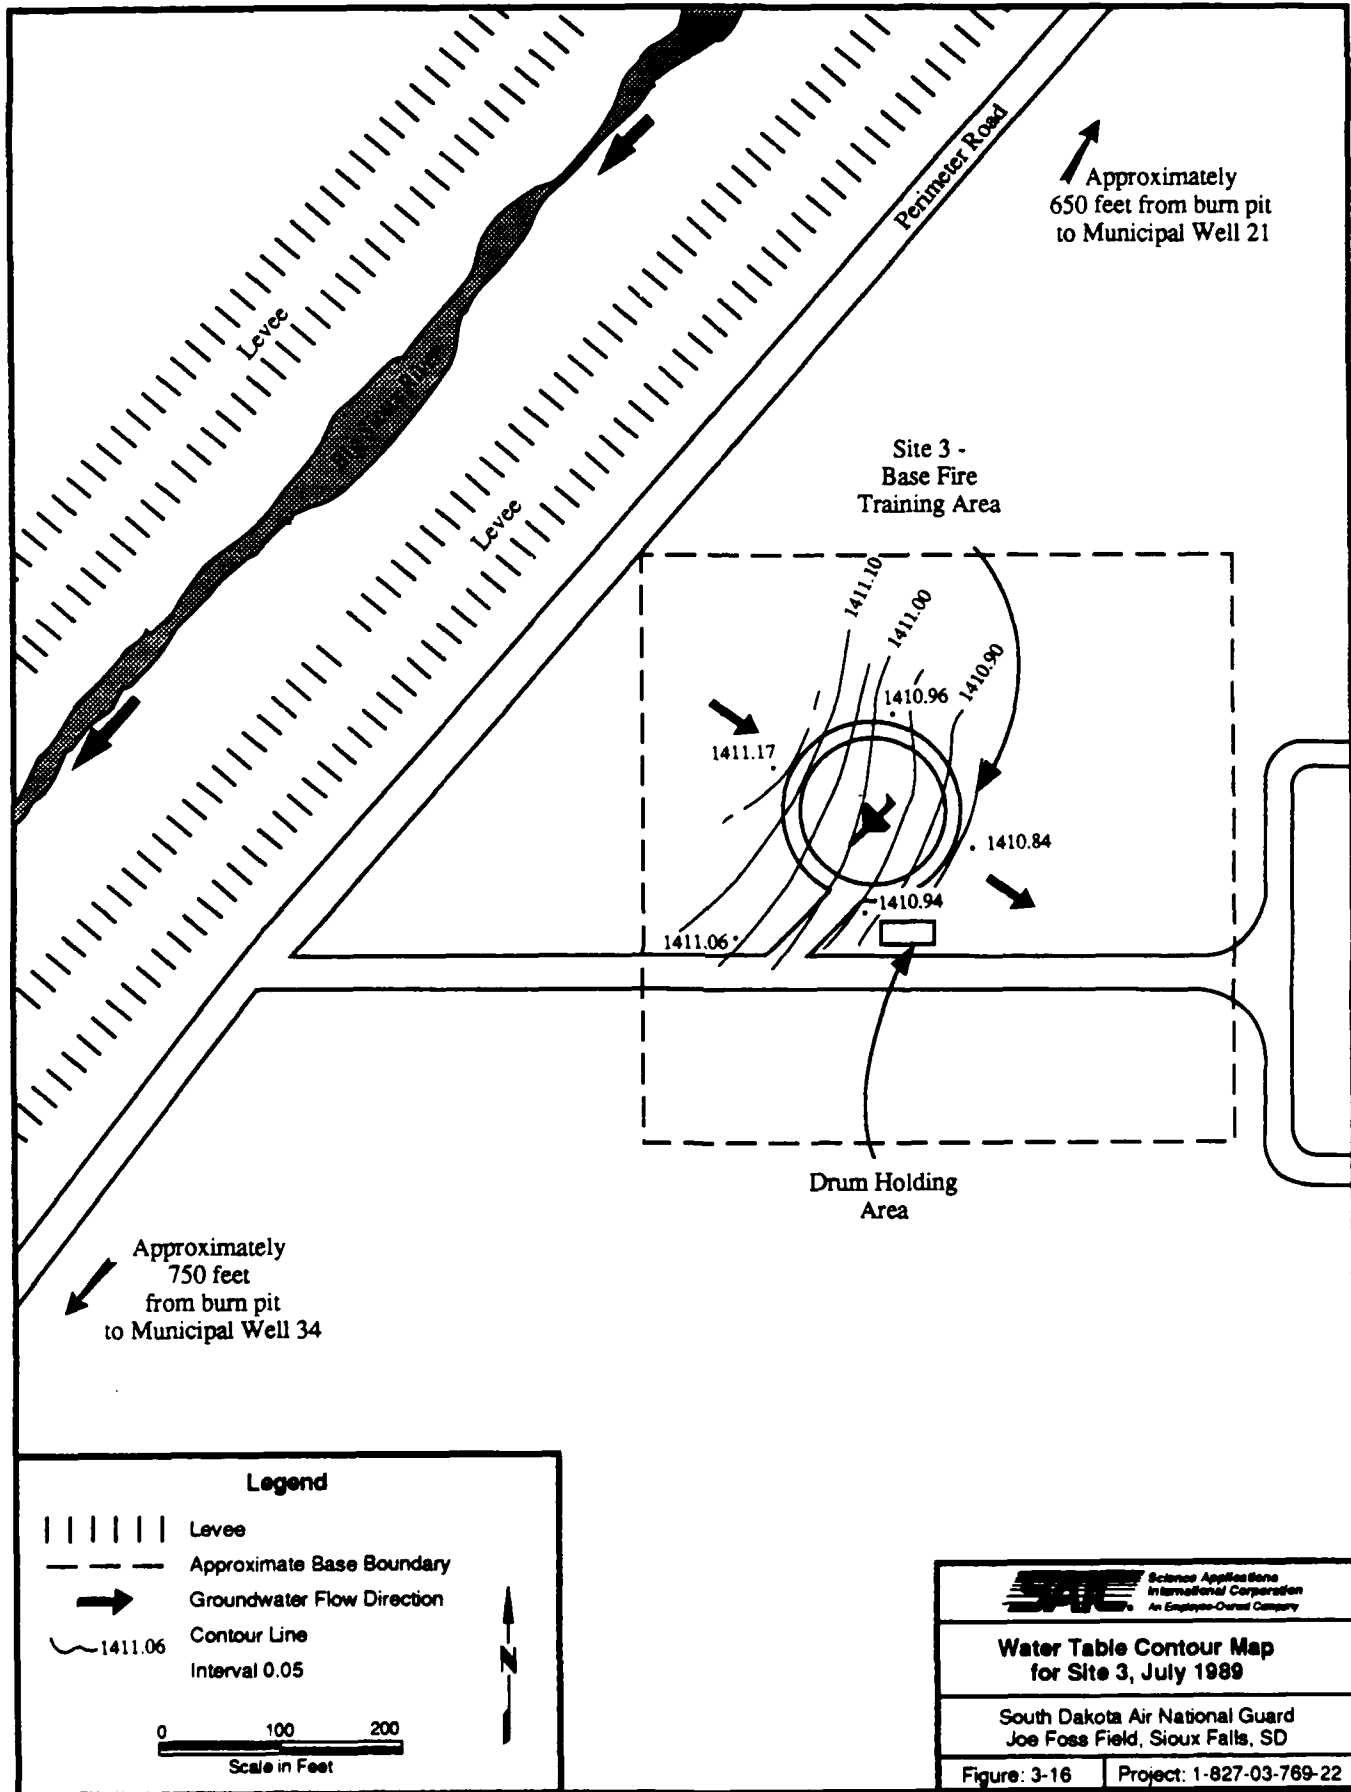 Perimeter Road
Approximately
650 feet from burn pit
to Municipal Well 21
Levee
Levee
Site 3 -
Base Fire
Training Area
1411.10
1411.00
1410.90
1410.96
1411.17
1410.84
1410.94
1411.06
Drum Holding
Area
Approximately
750 feet
from burn pit
to Municipal Well 34
Legend
Levee
Approximate Base Boundary
Groundwater Flow Direction
1411.06
Contour Line
Interval 0.05
N
0 100 200
Scale in Feet
SAIC
Science Applications
International Corporation
An Employee-Owned Company
Water Table Contour Map
for Site 3, July 1989
South Dakota Air National Guard
Joe Foss Field, Sioux Falls, SD
Figure: 3-16
Project: 1-827-03-769-22